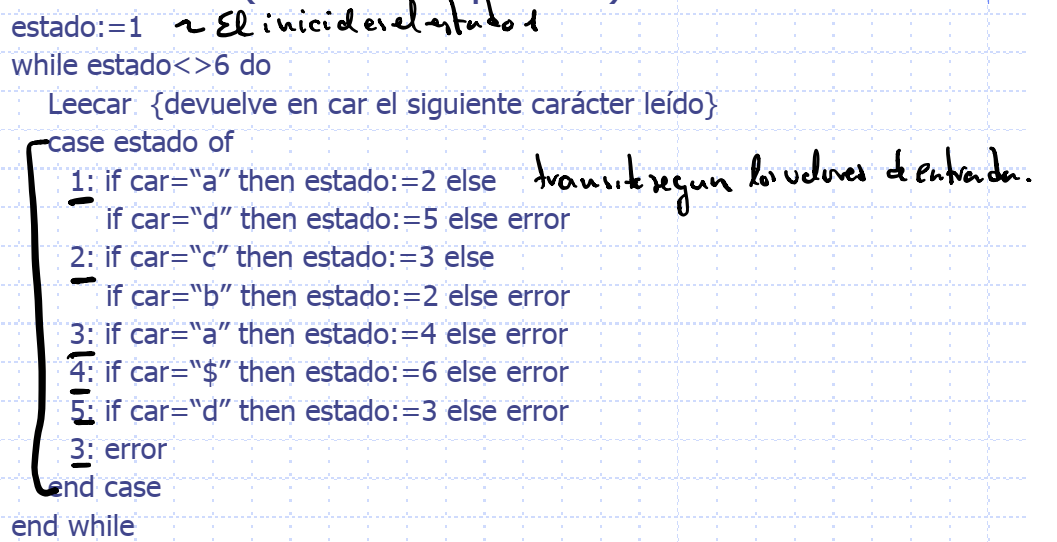 estado:=1 ~ El inicio es el estado 1
while estado<>6 do
Leecar {devuelve en car el siguiente carácter leído}
case estado of
1: if car="a" then estado:=2 else transita segun los valores de entrada.
if car="d" then estado:=5 else error
2: if car="c" then estado:=3 else
if car="b" then estado:=2 else error
3: if car="a" then estado:=4 else error
4: if car="$" then estado:=6 else error
5: if car="d" then estado:=3 else error
3: error
end case
end while